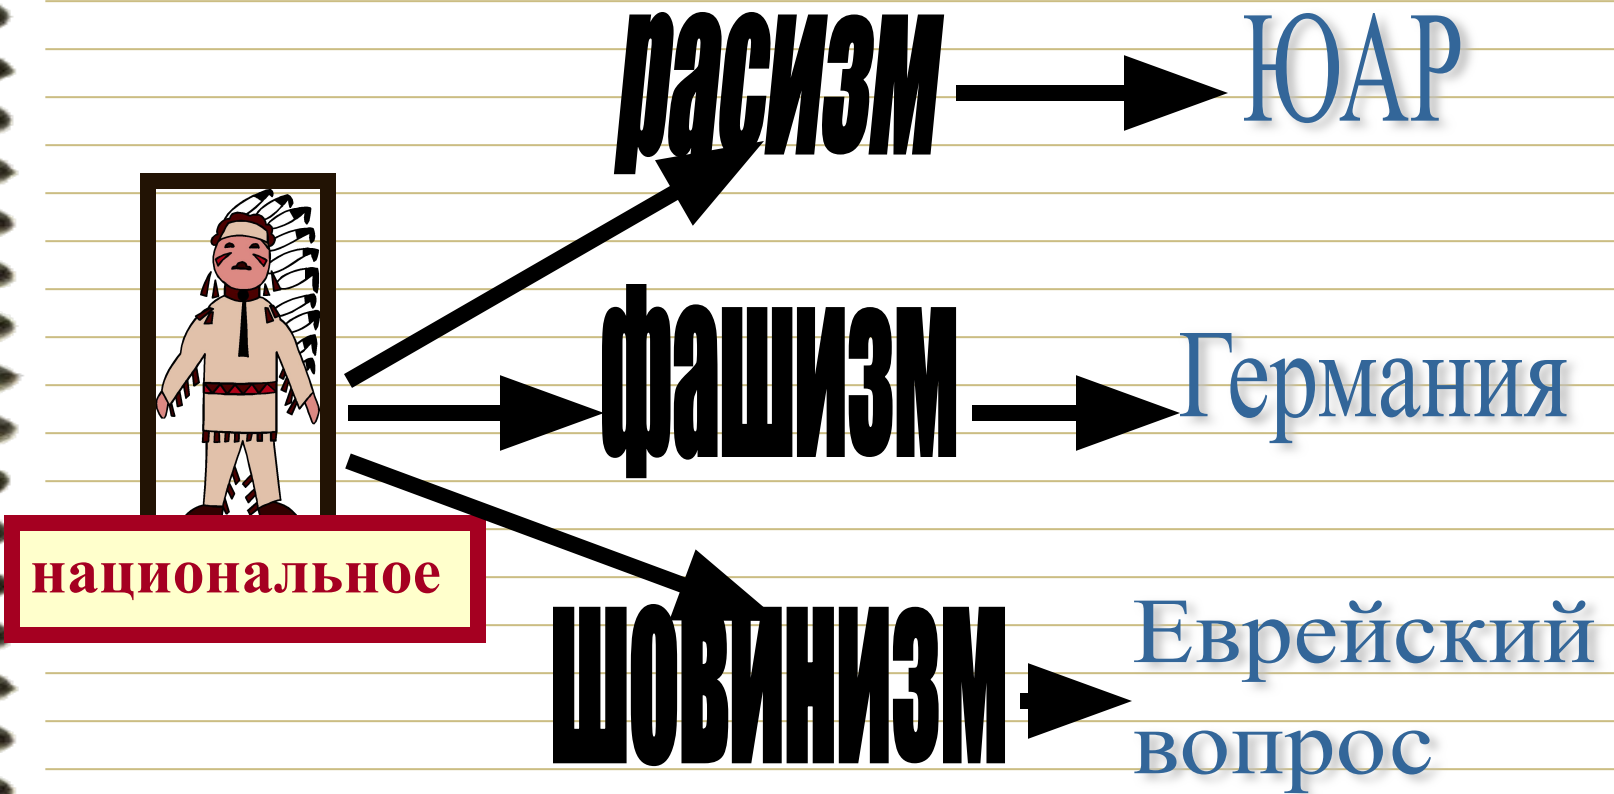 расизм
ЮАР
фашизм
Германия
национальное
шовинизм
Еврейский
вопрос